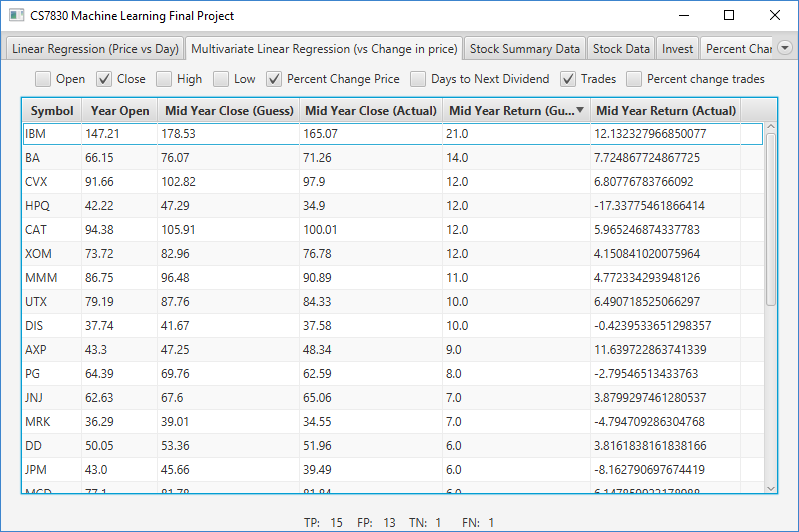 CS7830 Machine Learning Final Project
Linear Regression (Price vs Day) Multivariate Linear Regression (vs Change in price) Stock Summary Data Stock Data Invest Percent Char
Open Close High Low Percent Change Price Days to Next Dividend Trades Percent change trades
Symbol Year Open Mid Year Close (Guess) Mid Year Close (Actual) Mid Year Return (Gu... Mid Year Return (Actual)
IBM 147.21 178.53 165.07 21.0 12.132327966850077
BA 66.15 76.07 71.26 14.0 7.724867724867725
CVX 91.66 102.82 97.9 12.0 6.80776783766092
HPQ 42.22 47.29 34.9 12.0 -17.33775461866414
CAT 94.38 105.91 100.01 12.0 5.965246874337783
XOM 73.72 82.96 76.78 12.0 4.150841020075964
MMM 86.75 96.48 90.89 11.0 4.772334293948126
UTX 79.19 87.76 84.33 10.0 6.490718525066297
DIS 37.74 41.67 37.58 10.0 -0.4239533651298357
AXP 43.3 47.25 48.34 9.0 11.639722863741339
PG 64.39 69.76 62.59 8.0 -2.79546513433763
JNJ 62.63 67.6 65.06 7.0 3.8799297461280537
MRK 36.29 39.01 34.55 7.0 -4.794709286304768
DD 50.05 53.36 51.96 6.0 3.8161838161838166
JPM 43.0 45.66 39.49 6.0 -8.162790697674419
MCD 77.1 81.78 81.84 6.0
TP: 15 FP: 13 TN: 1 FN: 1